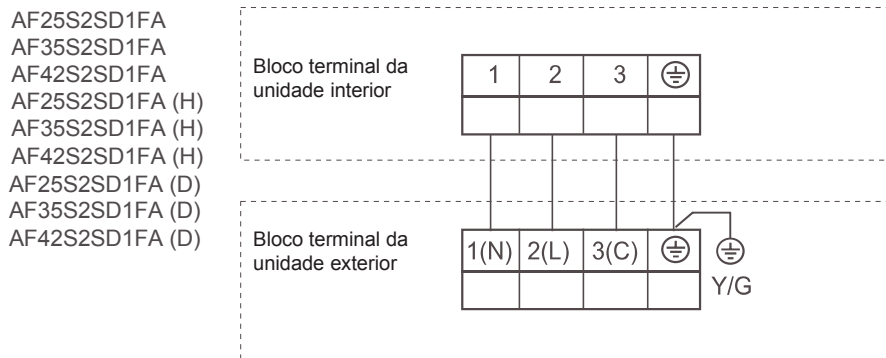 AF25S2SD1FA
AF35S2SD1FA
AF42S2SD1FA
AF25S2SD1FA (H)
AF35S2SD1FA (H)
AF42S2SD1FA (H)
AF25S2SD1FA (D)
AF35S2SD1FA (D)
AF42S2SD1FA (D)
Bloco terminal da
unidade interior
1 2 3
Bloco terminal da
unidade exterior
1(N) 2(L) 3(C)
Y/G